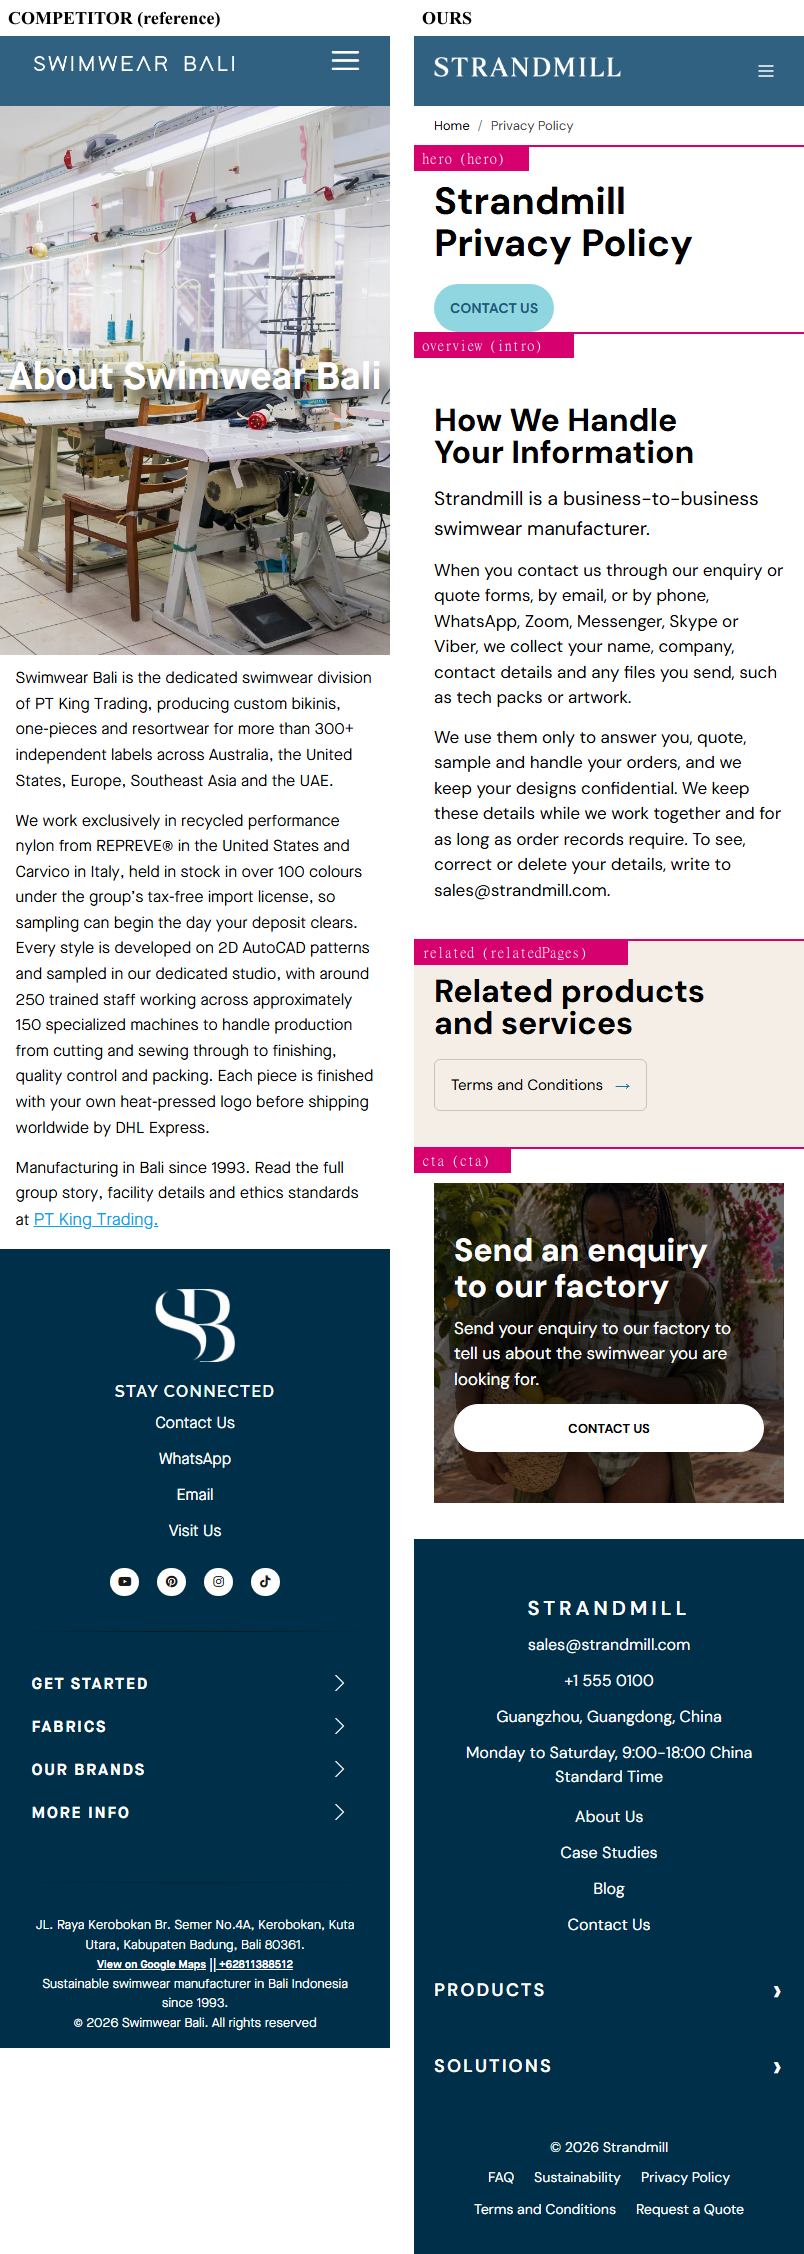 COMPETITOR (reference)
SWIMWEAR BALI
About Swimwear Bali
Swimwear Bali is the dedicated swimwear division
of PT King Trading, producing custom bikinis,
one-pieces and resortwear for more than 300+
independent labels across Australia, the United
States, Europe, Southeast Asia and the UAE.
We work exclusively in recycled performance
nylon from REPREVE® in the United States and
Carvico in Italy, held in stock in over 100 colours
under the group's tax-free import license, so
sampling can begin the day your deposit clears.
Every style is developed on 2D AutoCAD patterns
and sampled in our dedicated studio, with around
250 trained staff working across approximately
150 specialized machines to handle production
from cutting and sewing through to finishing,
quality control and packing. Each piece is finished
with your own heat-pressed logo before shipping
worldwide by DHL Express.
Manufacturing in Bali since 1993. Read the full
group story, facility details and ethics standards
at PT King Trading.
SB
STAY CONNECTED
Contact Us
WhatsApp
Email
Visit Us
GET STARTED
FABRICS
OUR BRANDS
MORE INFO
JL. Raya Kerobokan Br. Semer No.4A, Kerobokan, Kuta
Utara, Kabupaten Badung, Bali 80361.
View on Google Maps || +62811388512
Sustainable swimwear manufacturer in Bali Indonesia
since 1993.
© 2026 Swimwear Bali. All rights reserved
OURS
STRANDMILL
Home / Privacy Policy
hero (hero)
Strandmill
Privacy Policy
CONTACT US
overview (intro)
How We Handle
Your Information
Strandmill is a business-to-business
swimwear manufacturer.
When you contact us through our enquiry or
quote forms, by email, or by phone,
WhatsApp, Zoom, Messenger, Skype or
Viber, we collect your name, company,
contact details and any files you send, such
as tech packs or artwork.
We use them only to answer you, quote,
sample and handle your orders, and we
keep your designs confidential. We keep
these details while we work together and for
as long as order records require. To see,
correct or delete your details, write to
sales@strandmill.com.
related (relatedPages)
Related products
and services
Terms and Conditions →
cta (cta)
Send an enquiry
to our factory
Send your enquiry to our factory to
tell us about the swimwear you are
looking for.
CONTACT US
STRANDMILL
sales@strandmill.com
+1 555 0100
Guangzhou, Guangdong, China
Monday to Saturday, 9:00-18:00 China
Standard Time
About Us
Case Studies
Blog
Contact Us
PRODUCTS
SOLUTIONS
© 2026 Strandmill
FAQ Sustainability Privacy Policy
Terms and Conditions Request a Quote